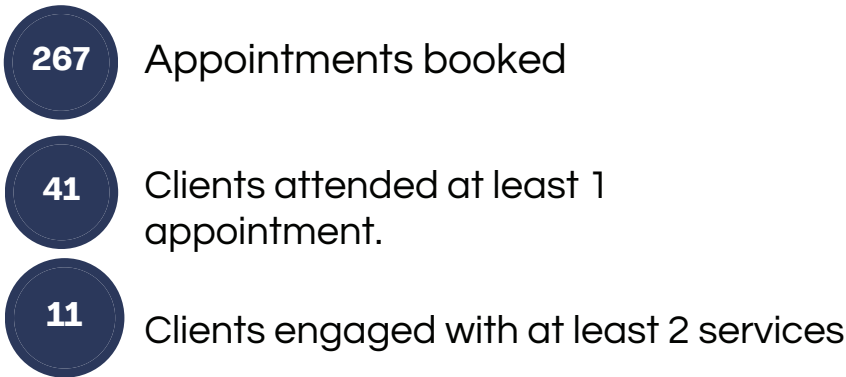 267 Appointments booked
41 Clients attended at least 1
appointment.
11 Clients engaged with at least 2 services